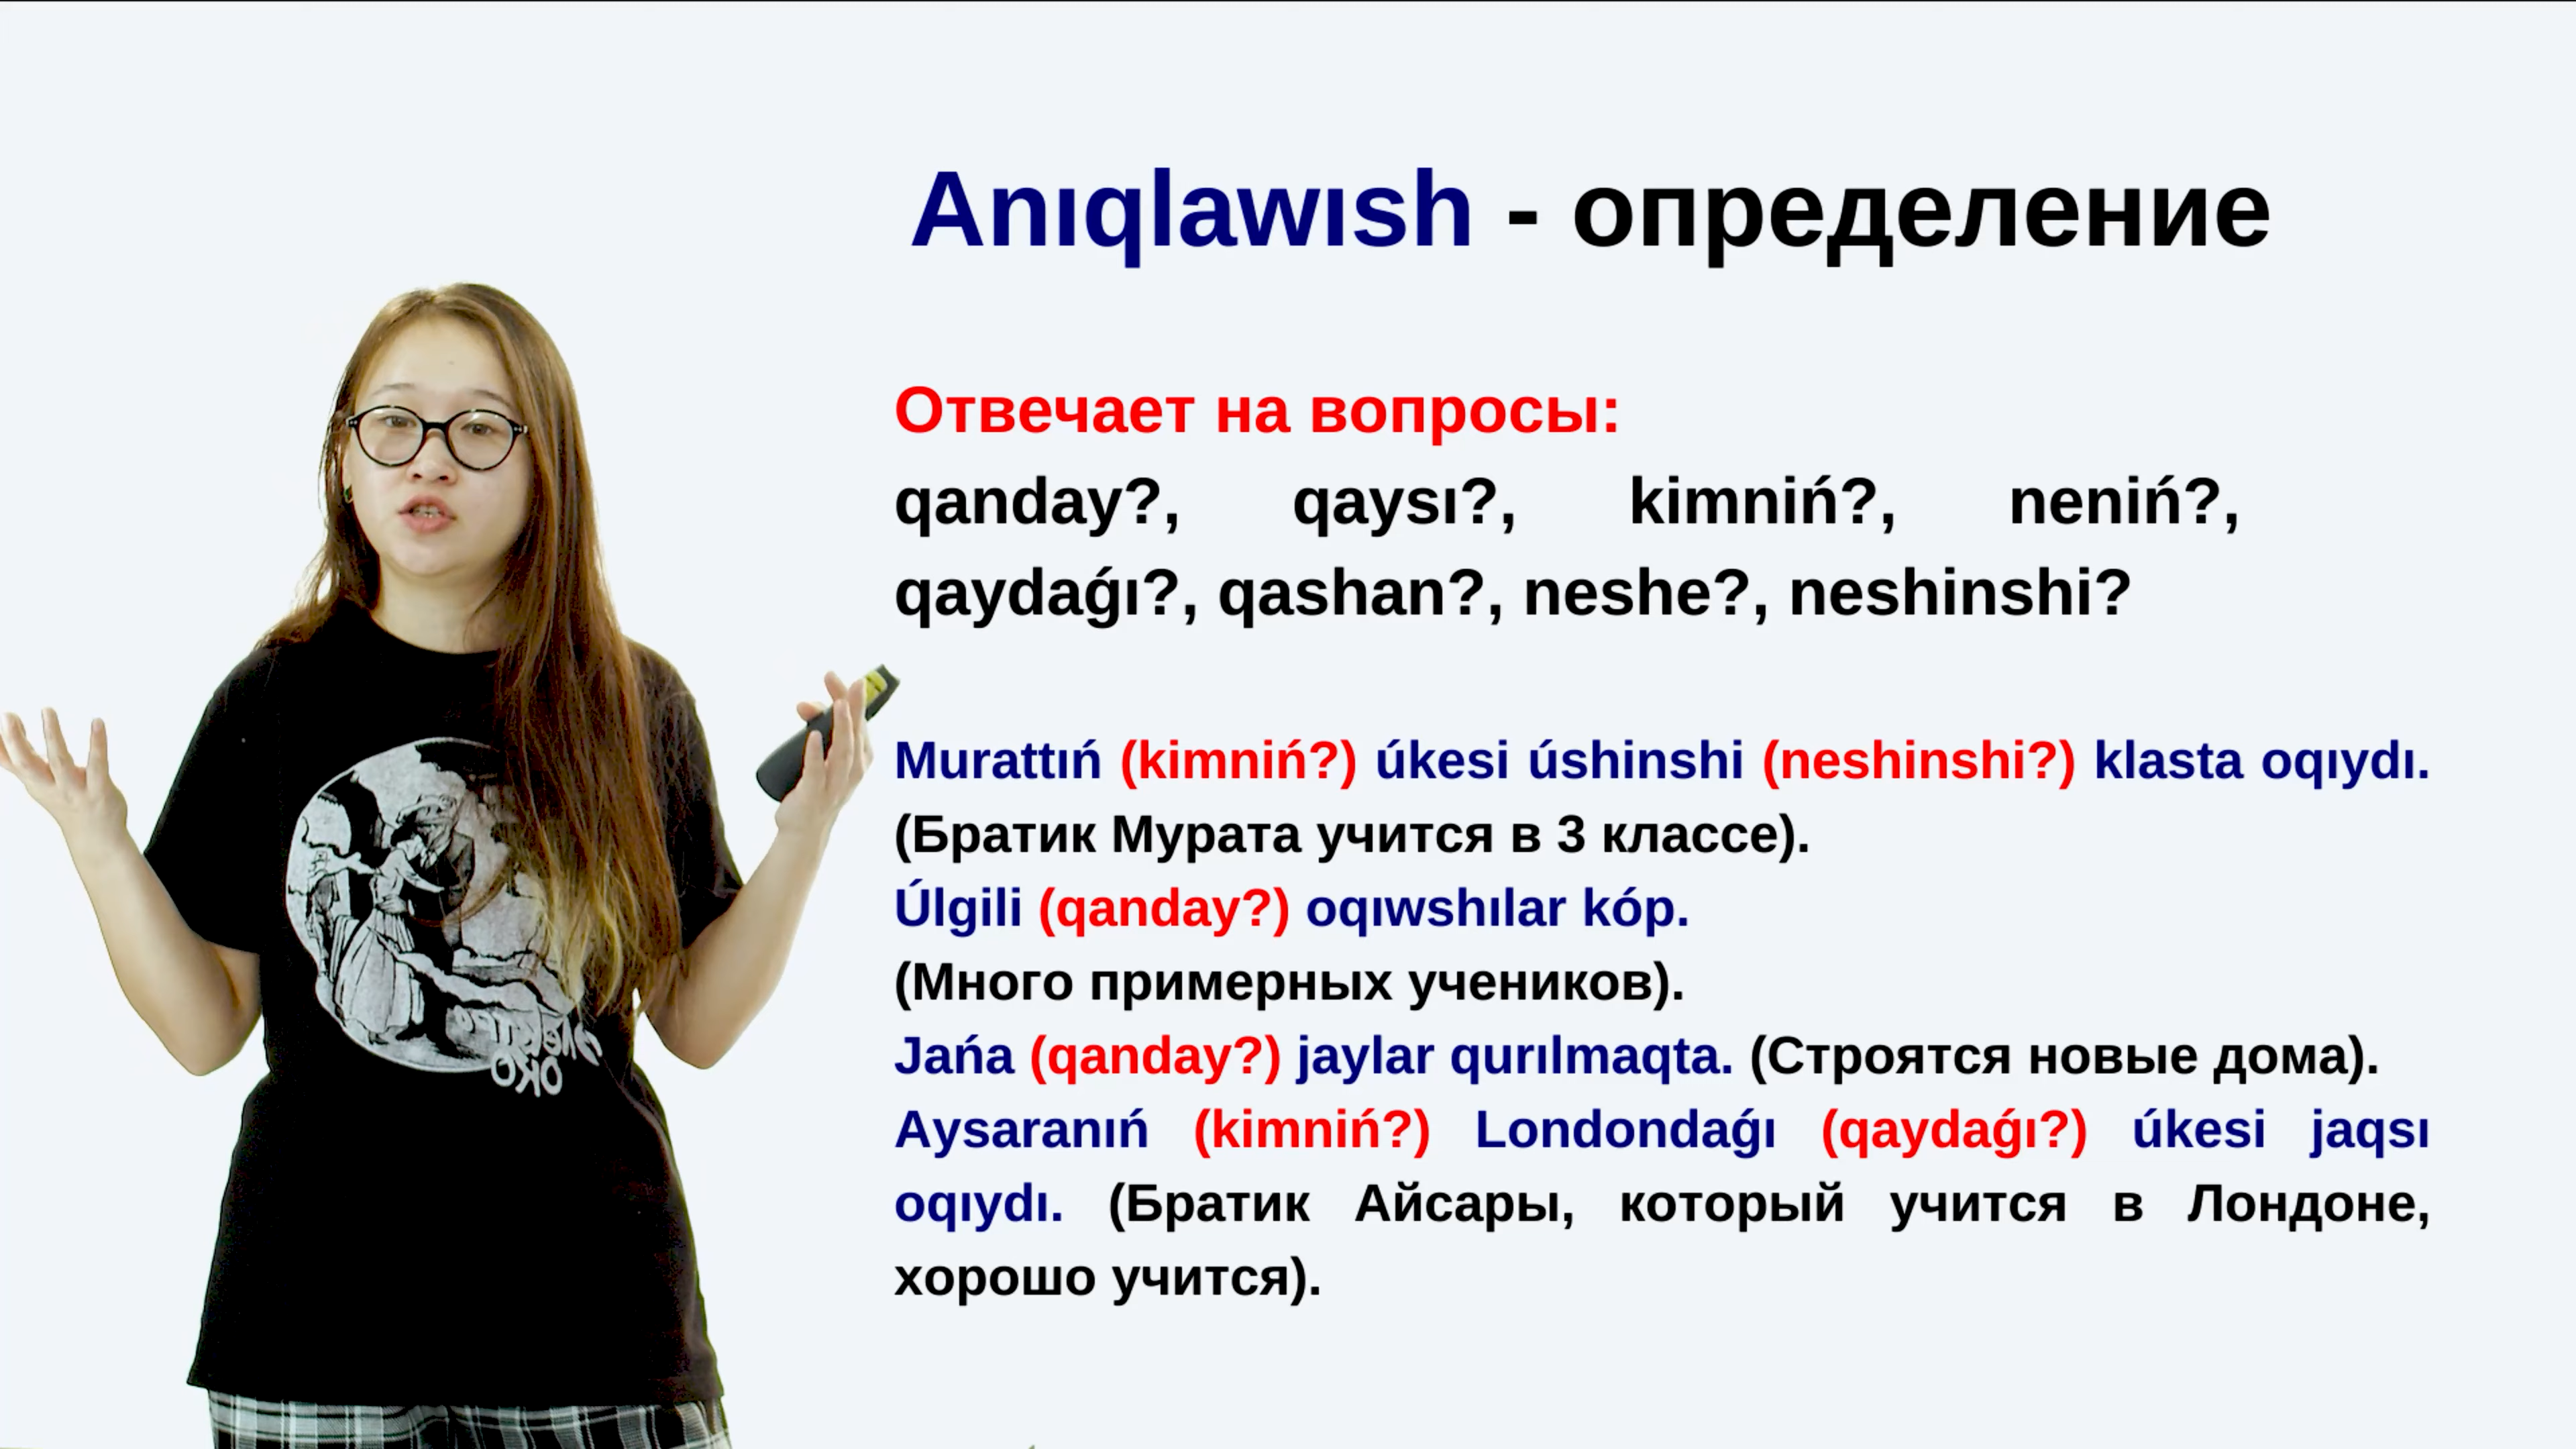 Anıqlawısh - определение
Отвечает на вопросы:
qanday?, qaysı?, kimniń?, neniń?,
qaydaǵı?, qashan?, neshe?, neshinshi?
Murattıń (kimniń?) úkesi úshinshi (neshinshi?) klasta oqıydı.
(Братик Мурата учится в 3 классе).
Úlgili (qanday?) oqıwshılar kóp.
(Много примерных учеников).
Jańa (qanday?) jaylar qurılmaqta. (Строятся новые дома).
Aysaranıń (kimniń?) Londondaǵı (qaydaǵı?) úkesi jaqsı
oqıydı. (Братик Айсары, который учится в Лондоне,
хорошо учится).
электро
око